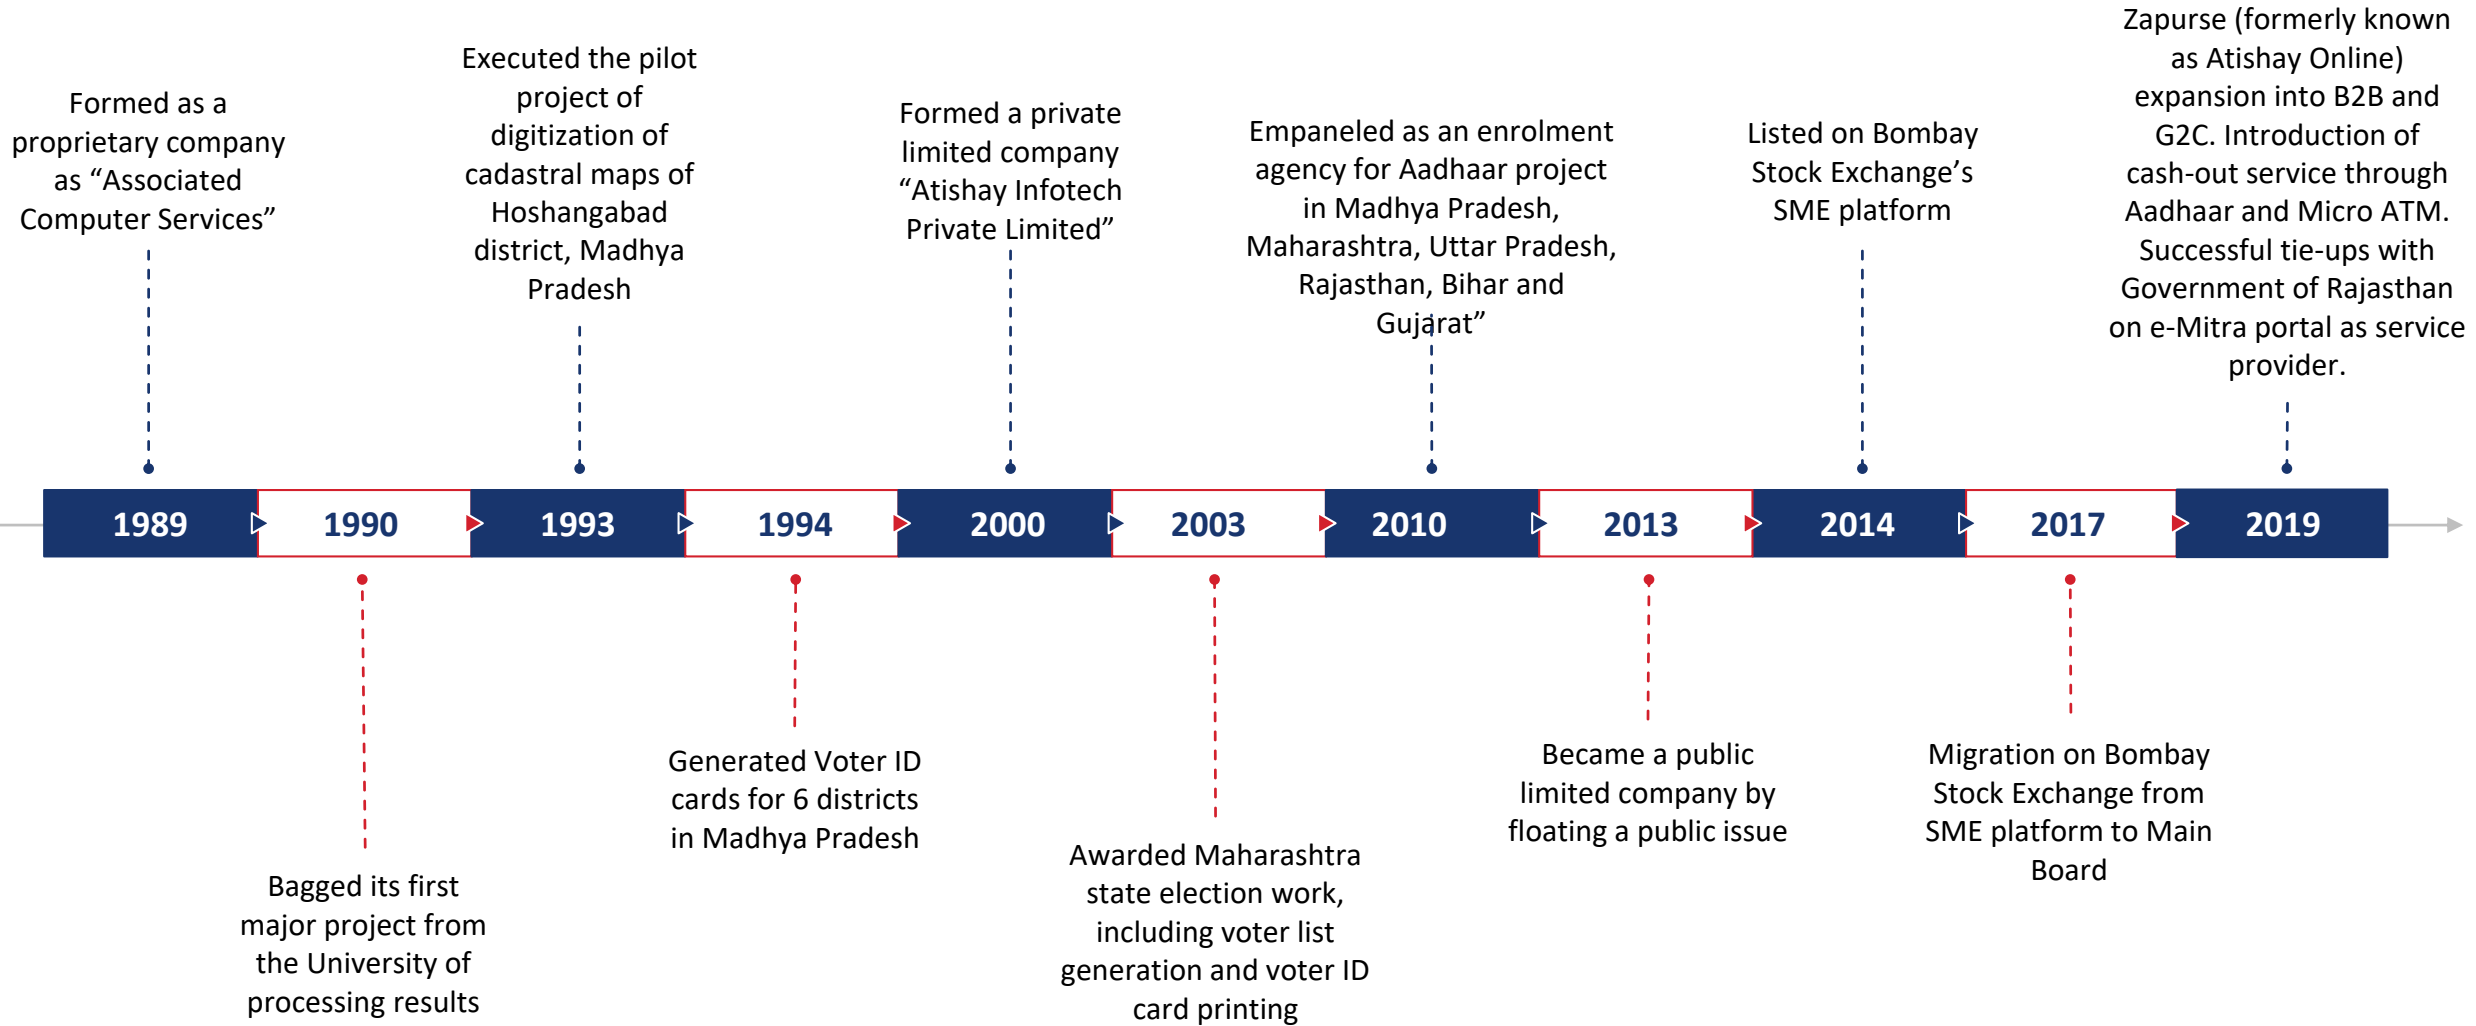 Formed as a
proprietary company
as “Associated
Computer Services”
Executed the pilot
project of
digitization of
cadastral maps of
Hoshangabad
district, Madhya
Pradesh
Formed a private
limited company
“Atishay Infotech
Private Limited”
Empaneled as an enrolment
agency for Aadhaar project
in Madhya Pradesh,
Maharashtra, Uttar Pradesh,
Rajasthan, Bihar and
Gujarat”
Listed on Bombay
Stock Exchange’s
SME platform
Zapurse (formerly known
as Atishay Online)
expansion into B2B and
G2C. Introduction of
cash-out service through
Aadhaar and Micro ATM.
Successful tie-ups with
Government of Rajasthan
on e-Mitra portal as service
provider.
1989 1990 1993 1994 2000 2003 2010 2013 2014 2017 2019
Bagged its first
major project from
the University of
processing results
Generated Voter ID
cards for 6 districts
in Madhya Pradesh
Awarded Maharashtra
state election work,
including voter list
generation and voter ID
card printing
Became a public
limited company by
floating a public issue
Migration on Bombay
Stock Exchange from
SME platform to Main
Board